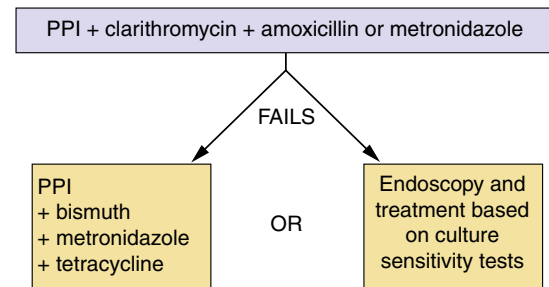 PPI + clarithromycin + amoxicillin or metronidazole
FAILS
PPI
+ bismuth
+ metronidazole
+ tetracycline
OR
Endoscopy and
treatment based
on culture
sensitivity tests